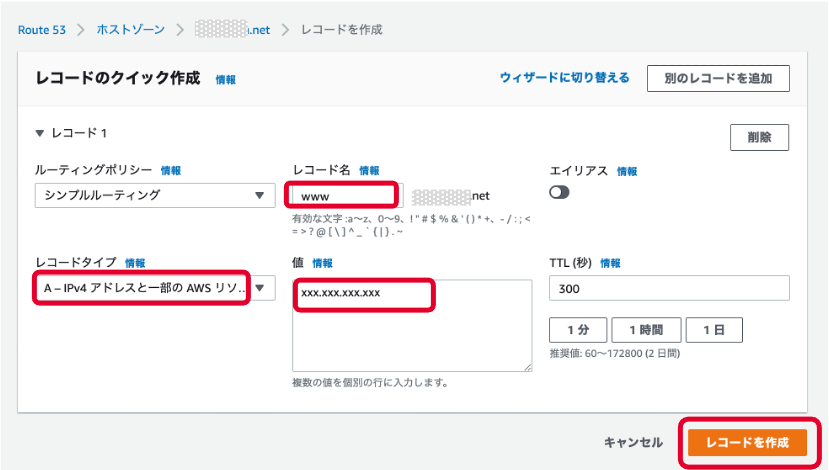 Route 53 > ホストゾーン > .net > レコードを作成
レコードのクイック作成 情報 ウィザードに切り替える 別のレコードを追加
▼ レコード 1 削除
ルーティングポリシー 情報 レコード名 情報 エイリアス 情報
シンプルルーティング www .net
有効な文字 :a〜z、0〜9、! " # $ % & ' ( ) * +、- / : ; <
= > ? @ [ \ ] ^ _ ` { | } . ~
レコードタイプ 情報 値 情報 TTL (秒) 情報
A – IPv4 アドレスと一部の AWS リソ... xxx.xxx.xxx.xxx 300
1 分 1 時間 1 日
推奨値: 60〜172800 (2 日間)
複数の値を個別の行に入力します。
キャンセル レコードを作成